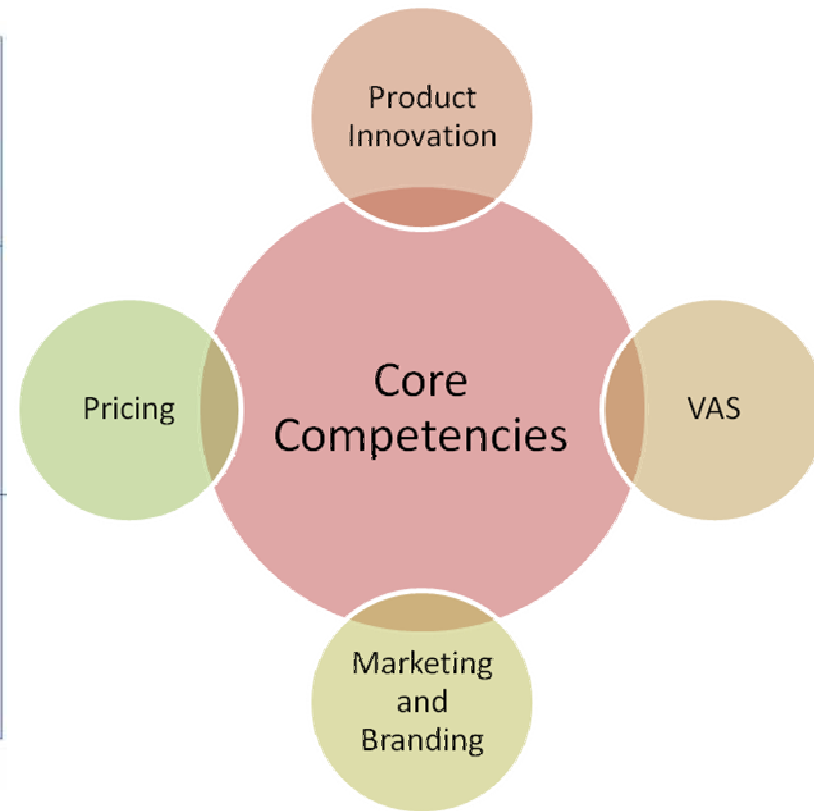 Product
Innovation
Pricing
Core
Competencies
VAS
Marketing
and
Branding